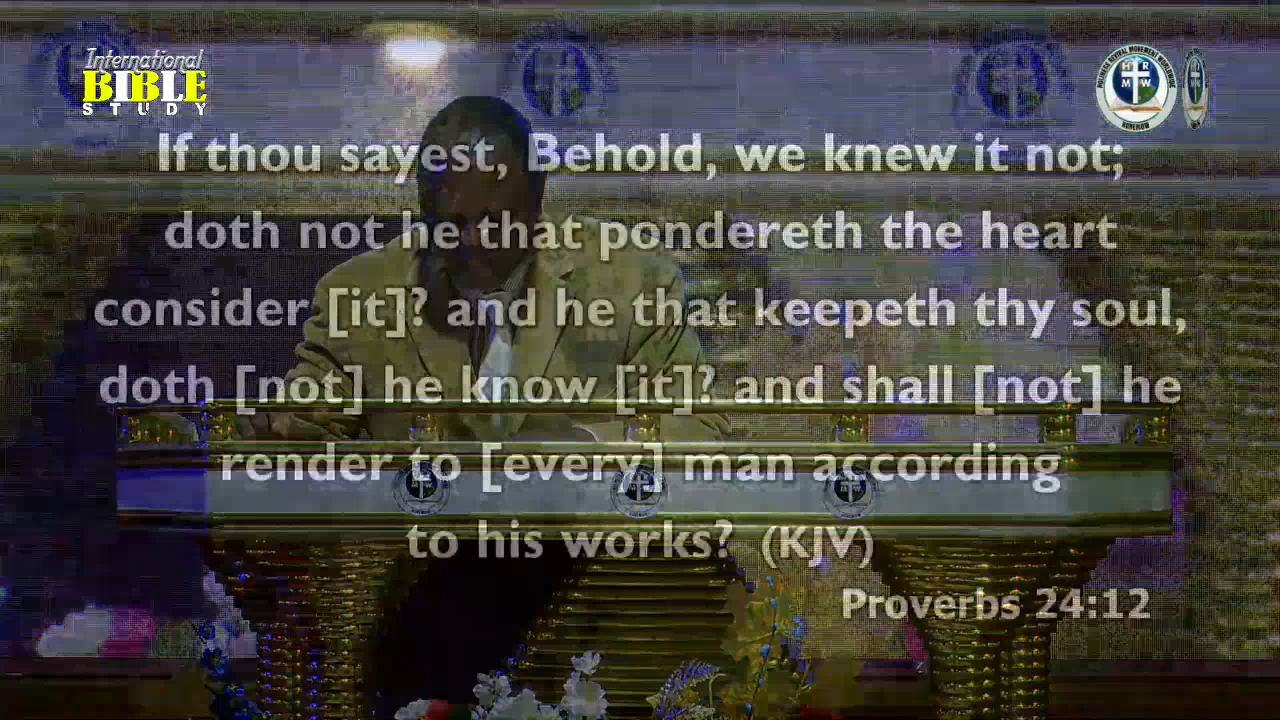 International
BIBLE
STUDY
H R
M W
HOREROW
If thou sayest, Behold, we knew it not;
doth not he that pondereth the heart
consider [it]? and he that keepeth thy soul,
doth [not] he know [it]? and shall [not] he
render to [every] man according
to his works? (KJV)
Proverbs 24:12